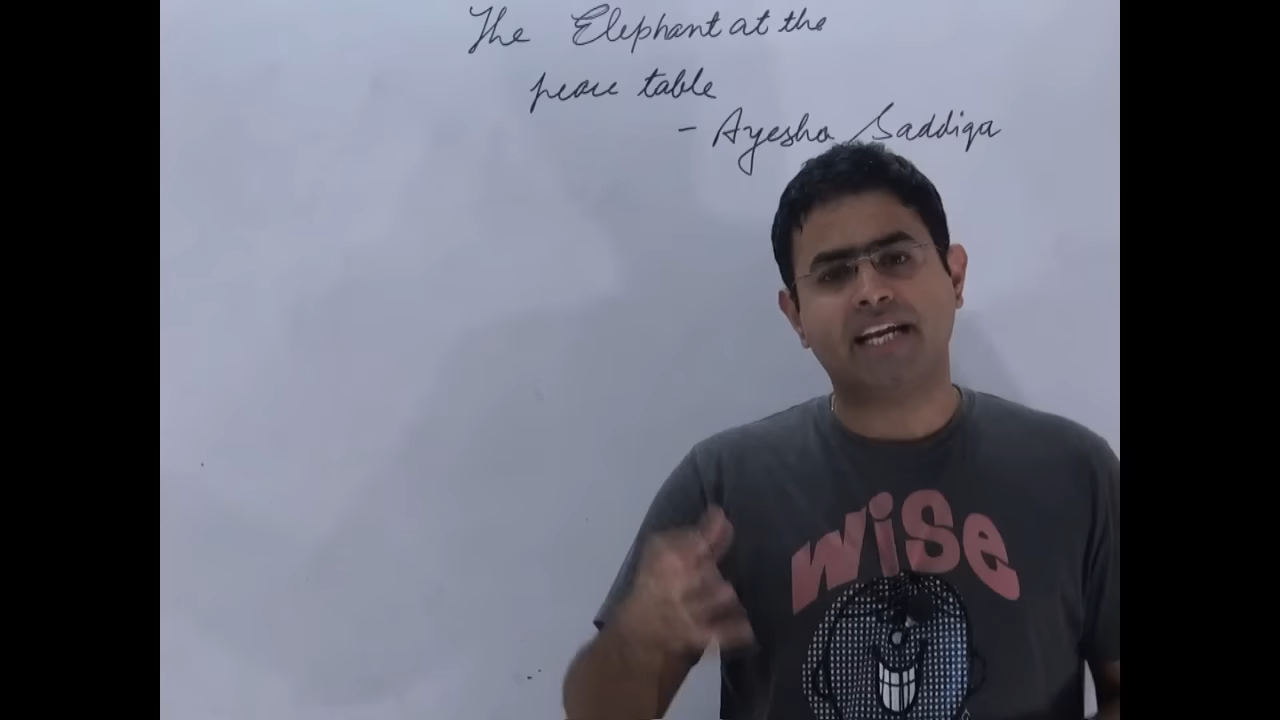 The Elephant at the
peace table
- Ayesha Saddiqa
WiSe